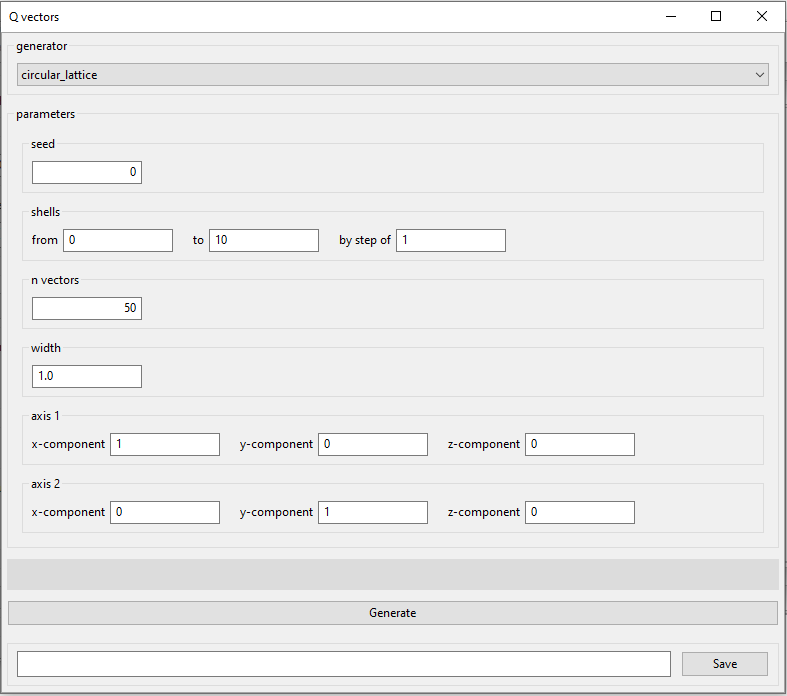 Q vectors
generator
circular_lattice
parameters
seed
0
shells
from 0 to 10 by step of 1
n vectors
50
width
1.0
axis 1
x-component 1 y-component 0 z-component 0
axis 2
x-component 0 y-component 1 z-component 0
Generate
Save